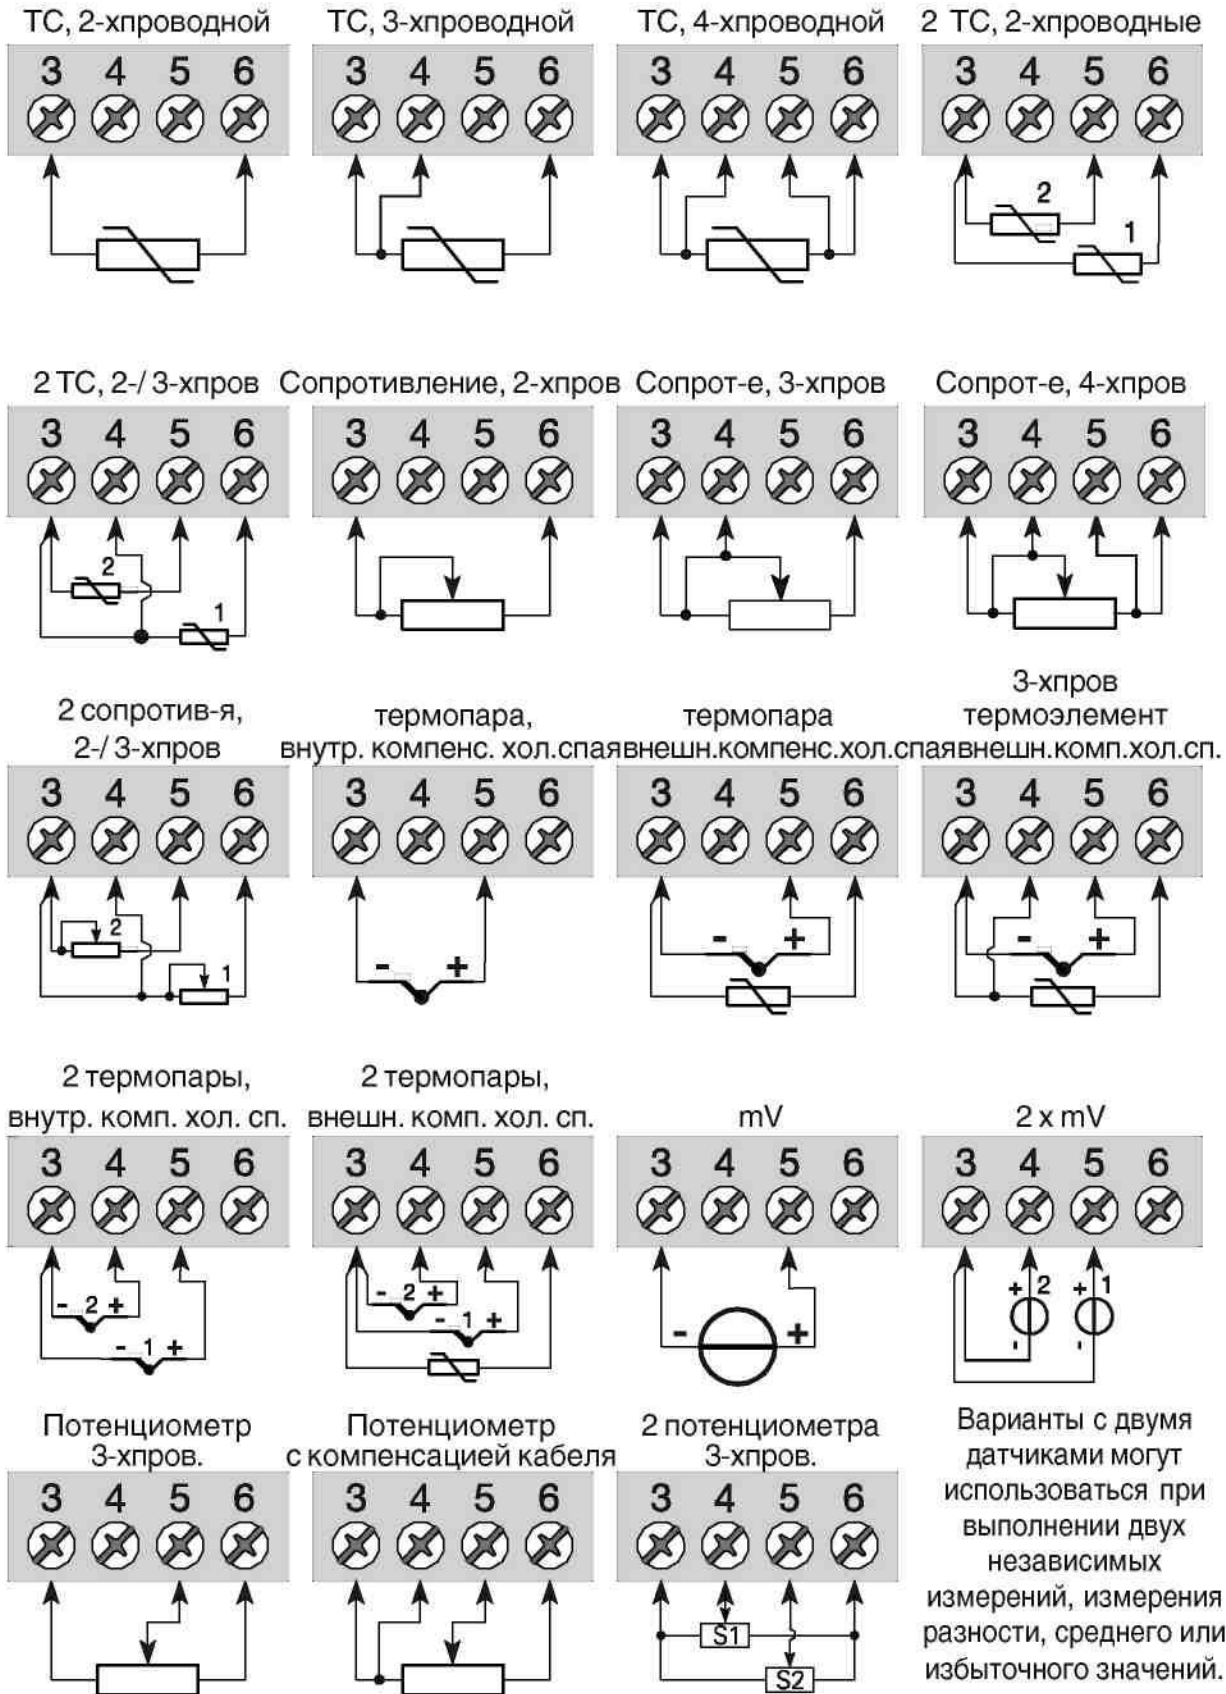 ТС, 2-хпроводной
ТС, 3-хпроводной
ТС, 4-хпроводной
2 ТС, 2-хпроводные
3 4 5 6
3 4 5 6
3 4 5 6
3 4 5 6
2
1
2 ТС, 2-/ 3-хпров
Сопротивление, 2-хпров
Сопрот-е, 3-хпров
Сопрот-е, 4-хпров
3 4 5 6
3 4 5 6
3 4 5 6
3 4 5 6
2
1
2 сопротив-я,
2-/ 3-хпров
термопара,
внутр. компенс. хол.спая
термопара
внешн.компенс.хол.спая
3-хпров
термоэлемент
внешн.комп.хол.сп.
3 4 5 6
3 4 5 6
3 4 5 6
3 4 5 6
2
1
- +
- +
- +
2 термопары,
внутр. комп. хол. сп.
2 термопары,
внешн. комп. хол. сп.
mV
2 x mV
3 4 5 6
3 4 5 6
3 4 5 6
3 4 5 6
- 2 +
- 1 +
- 2 +
- 1 +
- +
+ 2 + 1
- -
Потенциометр
3-хпров.
Потенциометр
с компенсацией кабеля
2 потенциометра
3-хпров.
3 4 5 6
3 4 5 6
3 4 5 6
S1
S2
Варианты с двумя
датчиками могут
использоваться при
выполнении двух
независимых
измерений, измерения
разности, среднего или
избыточного значений.